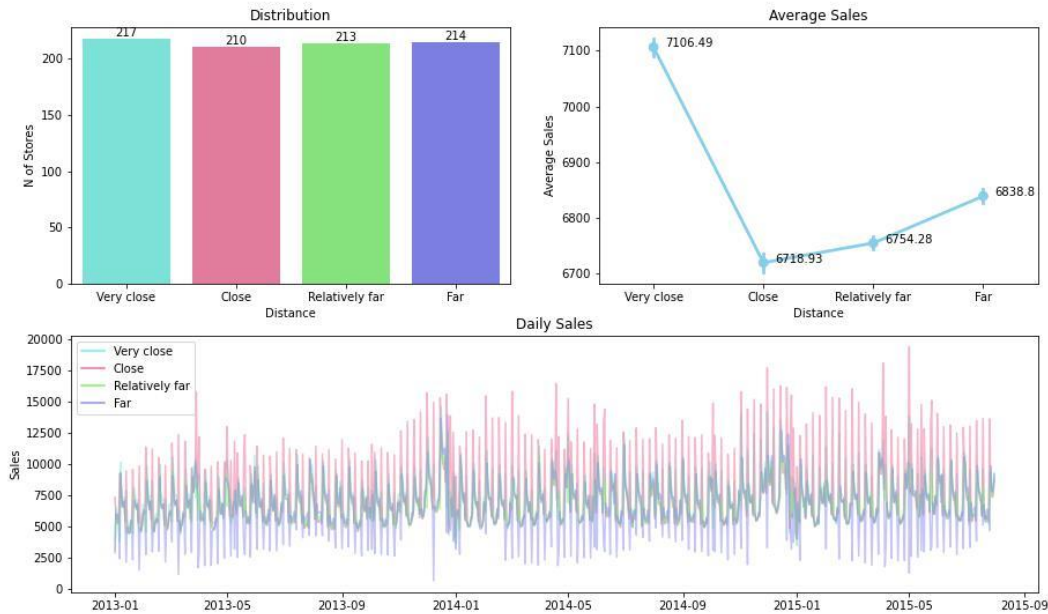 Distribution
217
210
213
214
200
150
100
50
0
N of Stores
Very close
Close
Relatively far
Far
Distance
Average Sales
7100
7000
6900
6800
6700
Average Sales
7106.49
6718.93
6754.28
6838.8
Very close
Close
Relatively far
Far
Distance
Daily Sales
20000
17500
15000
12500
10000
7500
5000
2500
0
Sales
Very close
Close
Relatively far
Far
2013-01
2013-05
2013-09
2014-01
2014-05
2014-09
2015-01
2015-05
2015-09